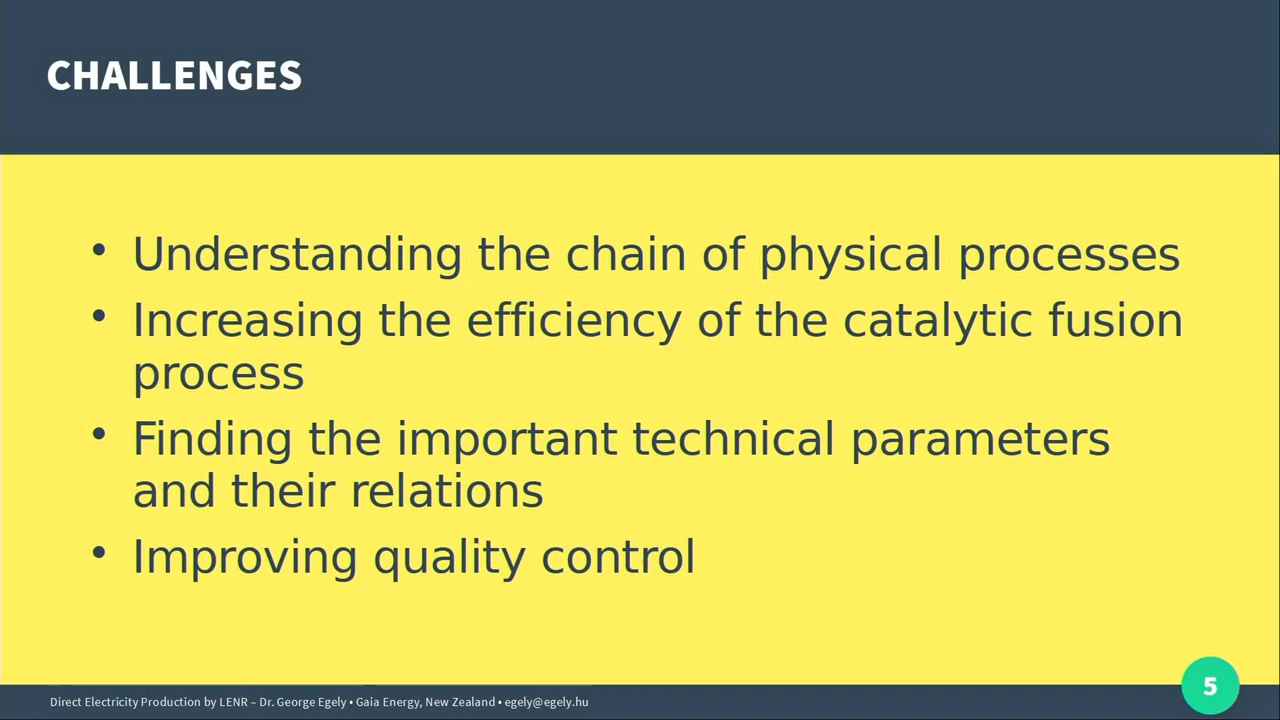 CHALLENGES
• Understanding the chain of physical processes
• Increasing the efficiency of the catalytic fusion
process
• Finding the important technical parameters
and their relations
• Improving quality control
Direct Electricity Production by LENR – Dr. George Egely • Gaia Energy, New Zealand • egely@egely.hu
5